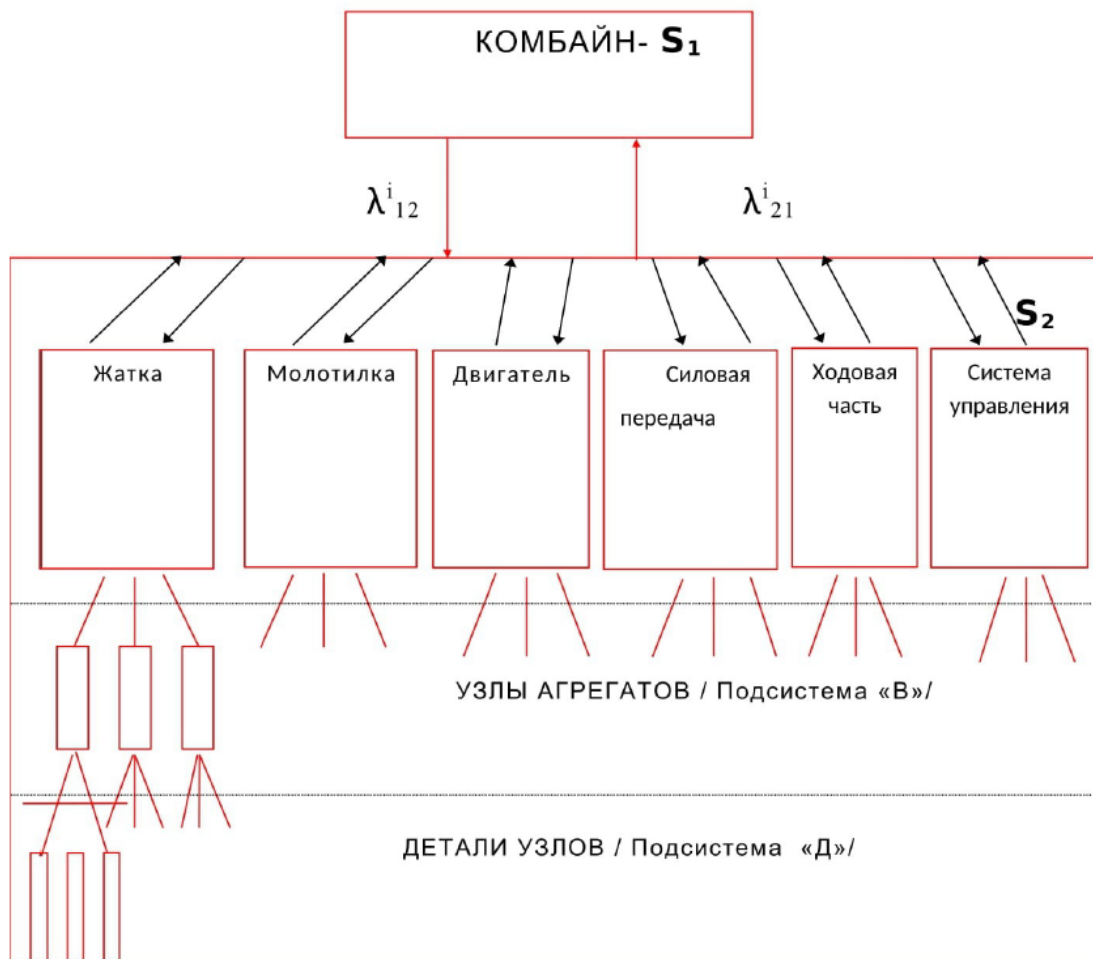 КОМБАЙН- S₁
λⁱ₁₂
λⁱ₂₁
S₂
Жатка
Молотилка
Двигатель
Силовая
передача
Ходовая
часть
Система
управления
УЗЛЫ АГРЕГАТОВ / Подсистема «В»/
ДЕТАЛИ УЗЛОВ / Подсистема «Д»/